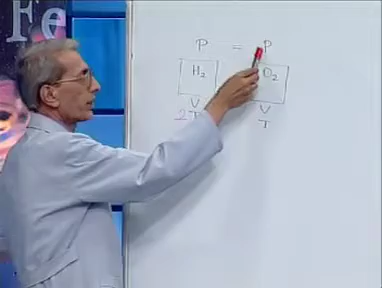 Fe
P = P
H₂ O₂
V V
2T T